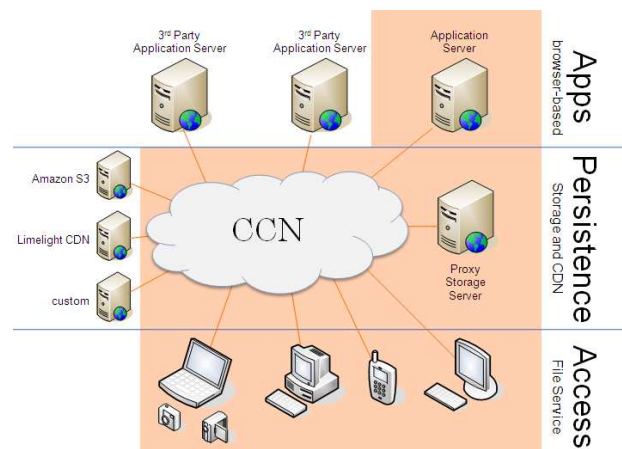 3rd Party
Application Server
3rd Party
Application Server
Application
Server
Apps
browser-based
Amazon S3
Limelight CDN
custom
CCN
Proxy
Storage
Server
Persistence
Storage and CDN
Access
File Service